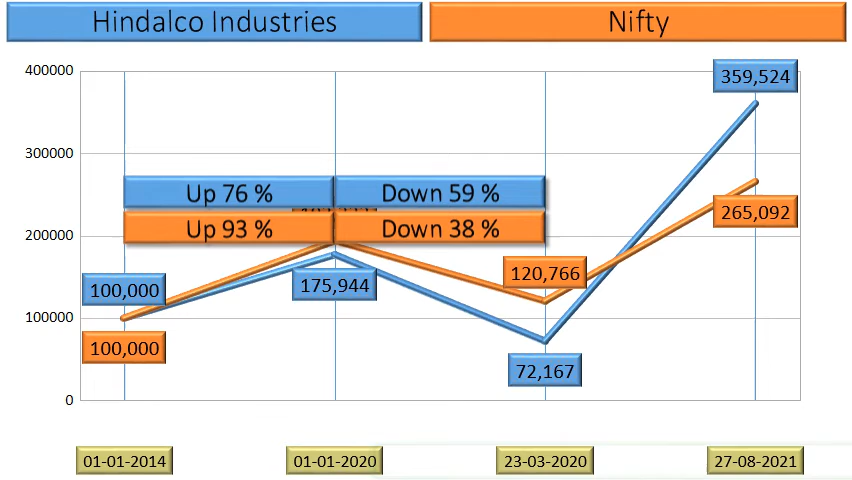 Hindalco Industries
Nifty
400000
359,524
300000
Up 76 %
Down 59 %
Up 93 %
Down 38 %
265,092
200000
120,766
100,000
175,944
100000
100,000
72,167
0
01-01-2014
01-01-2020
23-03-2020
27-08-2021